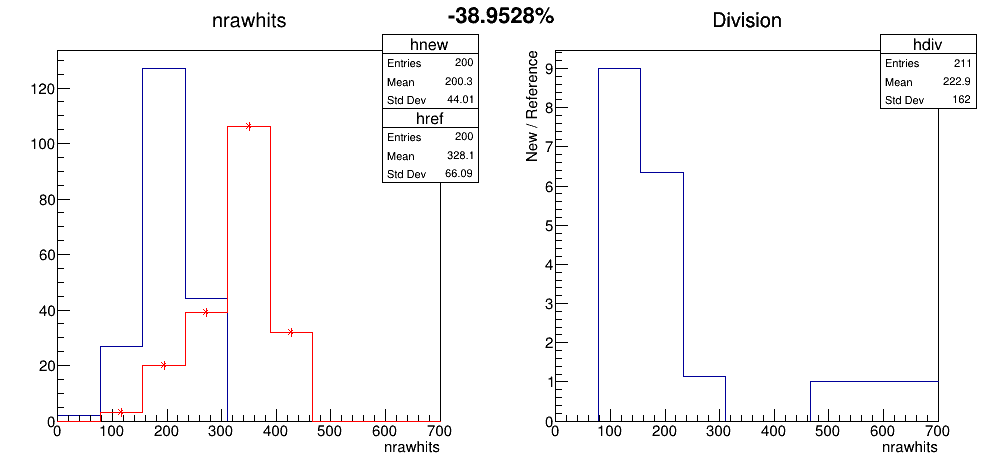 -38.9528%
nrawhits
hnew
Entries 200
Mean 200.3
Std Dev 44.01
href
Entries 200
Mean 328.1
Std Dev 66.09
120
100
80
60
40
20
0
0 100 200 300 400 500 600 700
nrawhits
Division
hdiv
Entries 211
Mean 222.9
Std Dev 162
New / Reference
9
8
7
6
5
4
3
2
1
0
0 100 200 300 400 500 600 700
nrawhits